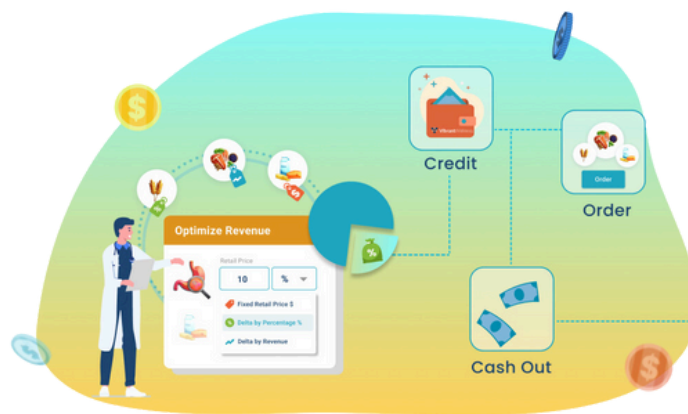 Optimize Revenue
Retail Price
10
%
Fixed Retail Price $
Delta by Percentage %
Delta by Revenue
Credit
Order
Order
Cash Out